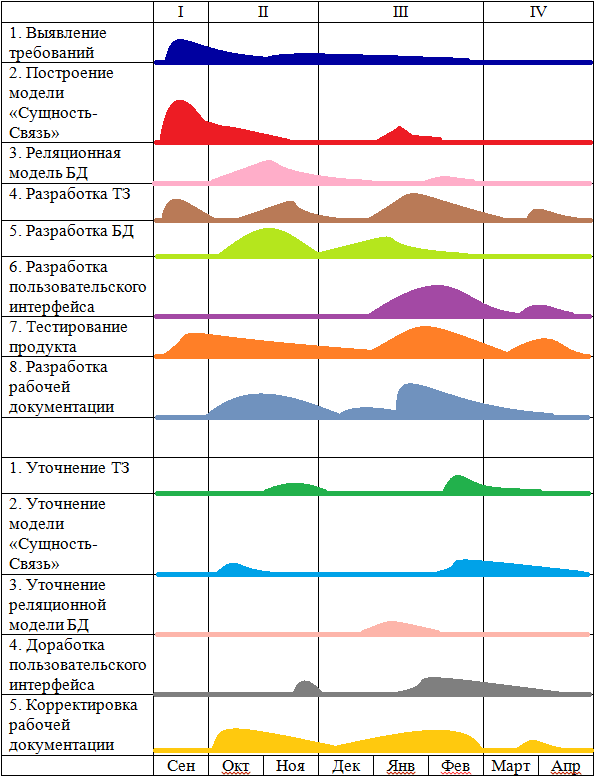 I II III IV
1. Выявление
требований
2. Построение
модели
«Сущность-
Связь»
3. Реляционная
модель БД
4. Разработка ТЗ
5. Разработка БД
6. Разработка
пользовательского
интерфейса
7. Тестирование
продукта
8. Разработка
рабочей
документации
1. Уточнение ТЗ
2. Уточнение
модели
«Сущность-
Связь»
3. Уточнение
реляционной
модели БД
4. Доработка
пользовательского
интерфейса
5. Корректировка
рабочей
документации
Сен Окт Ноя Дек Янв Фев Март Апр